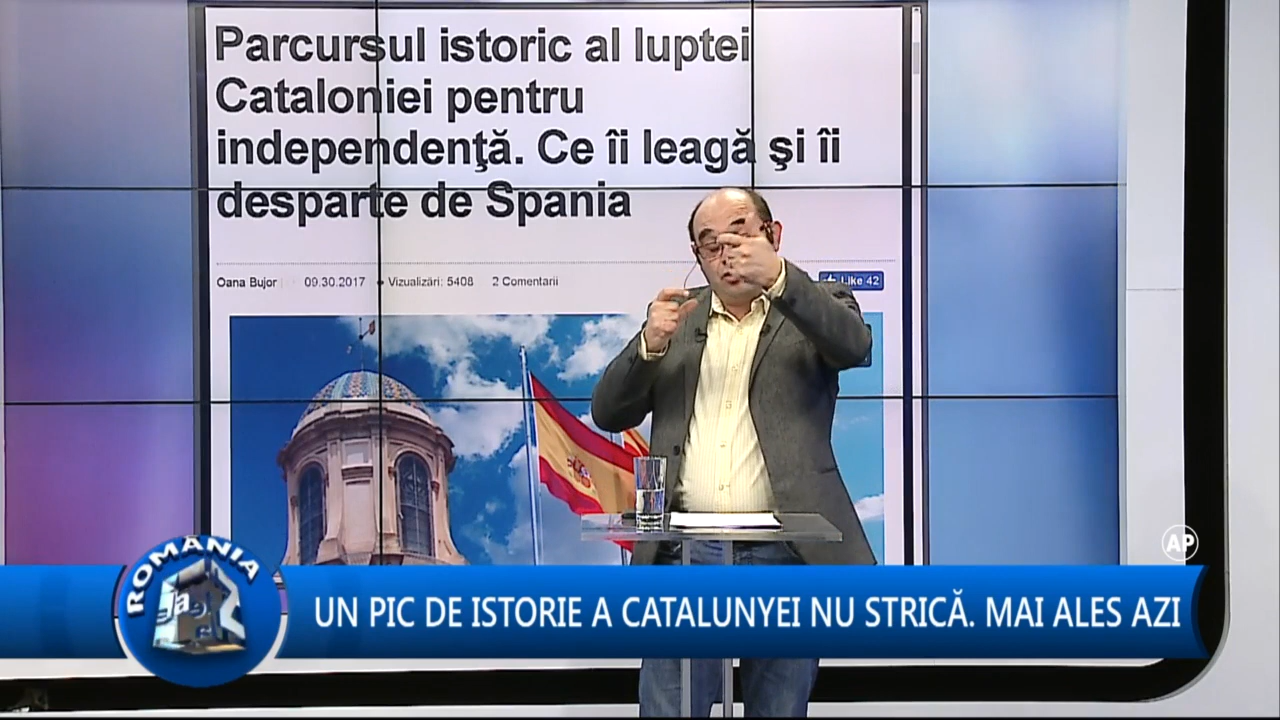 Parcursul istoric al luptei
Cataloniei pentru
independenţă. Ce îi leagă şi îi
desparte de Spania
Oana Bujor 09.30.2017 Vizualizări: 5408 2 Comentarii
Like 42
AP
ROMÂNIA
UN PIC DE ISTORIE A CATALUNYEI NU STRICĂ. MAI ALES AZI